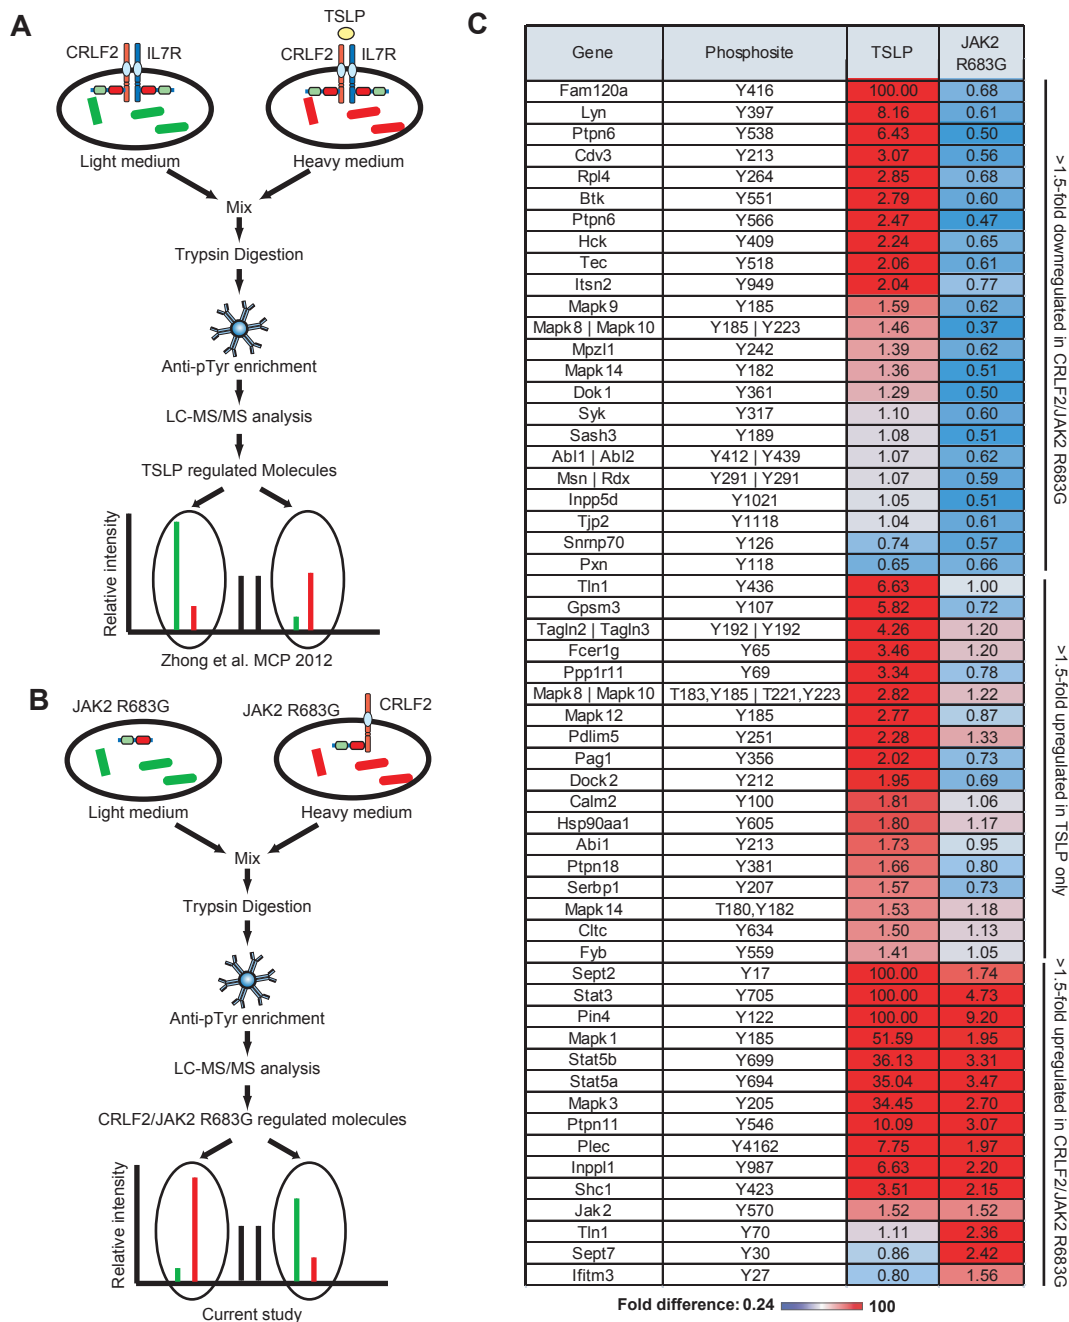 A
TSLP
CRLF2 IL7R
CRLF2 IL7R
Light medium
Heavy medium
Mix
Trypsin Digestion
Anti-pTyr enrichment
LC-MS/MS analysis
TSLP regulated Molecules
Relative intensity
Zhong et al. MCP 2012
B
JAK2 R683G
JAK2 R683G
CRLF2
Light medium
Heavy medium
Mix
Trypsin Digestion
Anti-pTyr enrichment
LC-MS/MS analysis
CRLF2/JAK2 R683G regulated molecules
Relative intensity
Current study
C
Gene Phosphosite TSLP JAK2 R683G
Fam120a Y416 100.00 0.68
Lyn Y397 8.16 0.61
Ptpn6 Y538 6.43 0.50
Cdv3 Y213 3.07 0.56
Rpl4 Y264 2.85 0.68
Btk Y551 2.79 0.60
Ptpn6 Y566 2.47 0.47
Hck Y409 2.24 0.65
Tec Y518 2.06 0.61
Itsn2 Y949 2.04 0.77
Mapk9 Y185 1.59 0.62
Mapk8 | Mapk10 Y185 | Y223 1.46 0.37
Mpzl1 Y242 1.39 0.62
Mapk14 Y182 1.36 0.51
Dok1 Y361 1.29 0.50
Syk Y317 1.10 0.60
Sash3 Y189 1.08 0.51
Abl1 | Abl2 Y412 | Y439 1.07 0.62
Msn | Rdx Y291 | Y291 1.07 0.59
Inpp5d Y1021 1.05 0.51
Tjp2 Y1118 1.04 0.61
Snrnp70 Y126 0.74 0.57
Pxn Y118 0.65 0.66
>1.5-fold downregulated in CRLF2/JAK2 R683G
Tln1 Y436 6.63 1.00
Gpsm3 Y107 5.82 0.72
Tagln2 | Tagln3 Y192 | Y192 4.26 1.20
Fcer1g Y65 3.46 1.20
Ppp1r11 Y69 3.34 0.78
Mapk8 | Mapk10 T183,Y185 | T221,Y223 2.82 1.22
Mapk12 Y185 2.77 0.87
Pdlim5 Y251 2.28 1.33
Pag1 Y356 2.02 0.73
Dock2 Y212 1.95 0.69
Calm2 Y100 1.81 1.06
Hsp90aa1 Y605 1.80 1.17
Abi1 Y213 1.73 0.95
Ptpn18 Y381 1.66 0.80
Serbp1 Y207 1.57 0.73
Mapk14 T180,Y182 1.53 1.18
Cltc Y634 1.50 1.13
Fyb Y559 1.41 1.05
>1.5-fold upregulated in TSLP only
Sept2 Y17 100.00 1.74
Stat3 Y705 100.00 4.73
Pin4 Y122 100.00 9.20
Mapk1 Y185 51.59 1.95
Stat5b Y699 36.13 3.31
Stat5a Y694 35.04 3.47
Mapk3 Y205 34.45 2.70
Ptpn11 Y546 10.09 3.07
Plec Y4162 7.75 1.97
Inppl1 Y987 6.63 2.20
Shc1 Y423 3.51 2.15
Jak2 Y570 1.52 1.52
Tln1 Y70 1.11 2.36
Sept7 Y30 0.86 2.42
Ifitm3 Y27 0.80 1.56
>1.5-fold upregulated in CRLF2/JAK2 R683G
Fold difference: 0.24 100